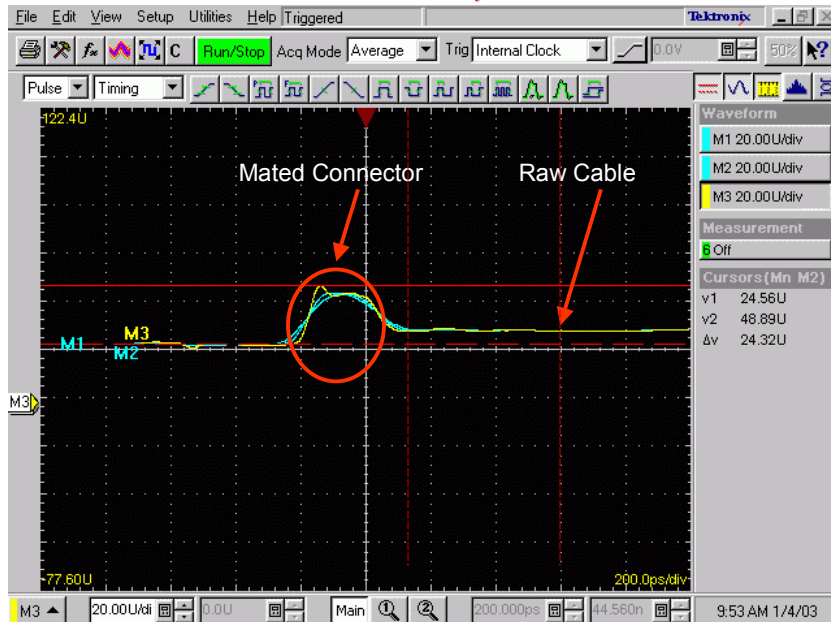 File Edit View Setup Utilities Help Triggered Tektronix
C Run/Stop Acq Mode Average Trig Internal Clock 0.0V 50%
Pulse Timing
122.4U
Mated Connector
Raw Cable
M3
M1
M2
M3
-77.60U
200.0ps/div
Waveform
M1 20.00U/div
M2 20.00U/div
M3 20.00U/div
Measurement
6 Off
Cursors (Mn M2)
v1 24.56U
v2 48.89U
Δv 24.32U
M3 20.00U/di 0.0U Main 1 2 200.000ps 44.560n 9:53 AM 1/4/03